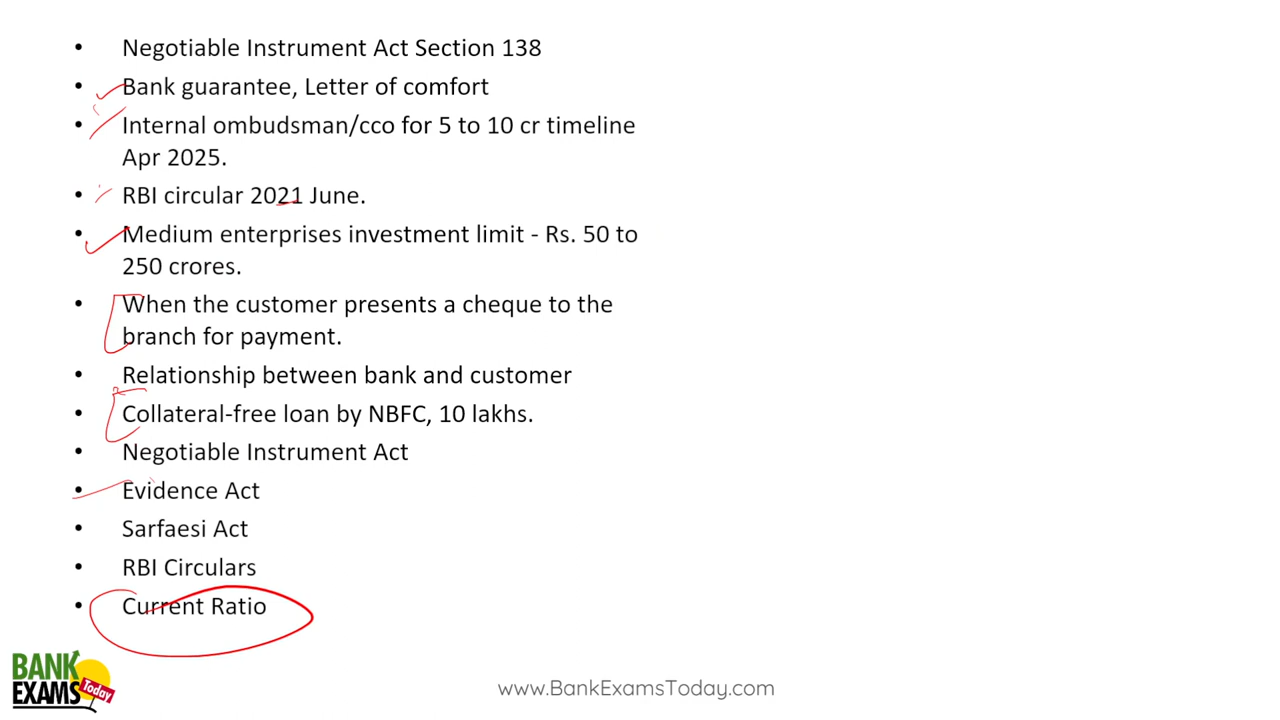 • Negotiable Instrument Act Section 138
• Bank guarantee, Letter of comfort
• Internal ombudsman/cco for 5 to 10 cr timeline
Apr 2025.
• RBI circular 2021 June.
• Medium enterprises investment limit - Rs. 50 to
250 crores.
• When the customer presents a cheque to the
branch for payment.
• Relationship between bank and customer
• Collateral-free loan by NBFC, 10 lakhs.
• Negotiable Instrument Act
• Evidence Act
• Sarfaesi Act
• RBI Circulars
• Current Ratio
BANK
EXAMS
Today
www.BankExamsToday.com